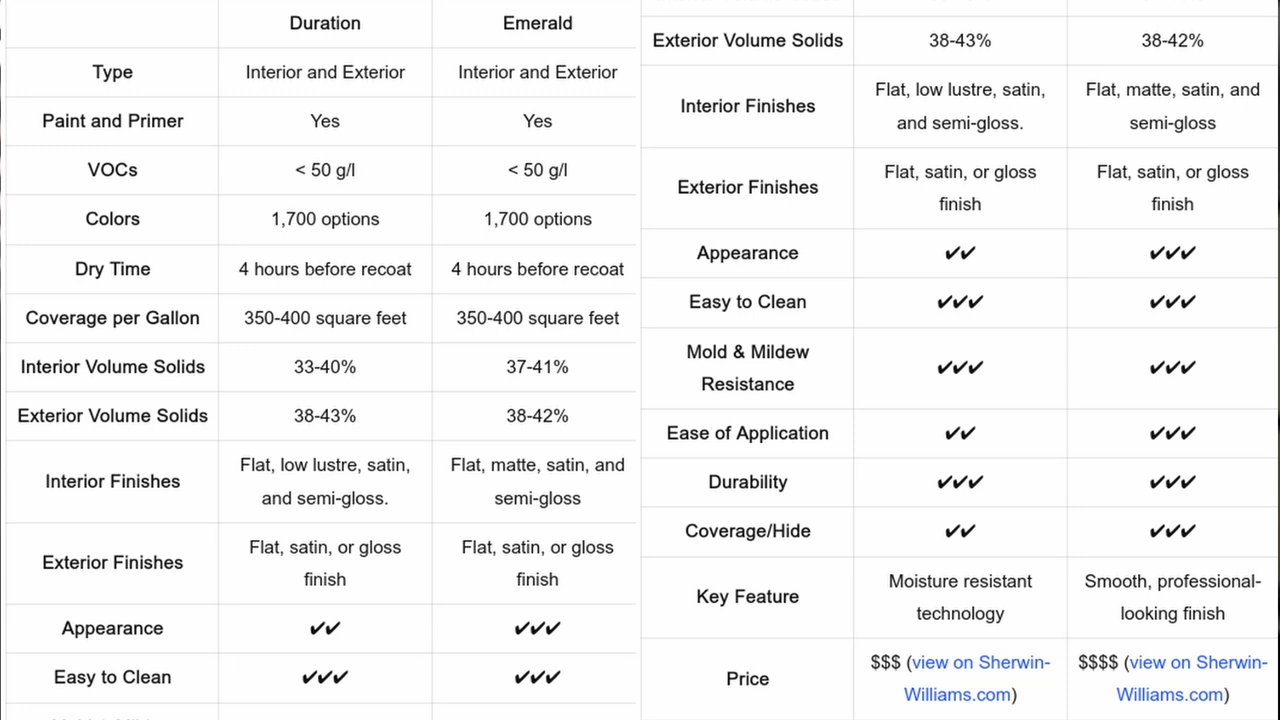 Duration Emerald
Type Interior and Exterior Interior and Exterior
Paint and Primer Yes Yes
VOCs < 50 g/l < 50 g/l
Colors 1,700 options 1,700 options
Dry Time 4 hours before recoat 4 hours before recoat
Coverage per Gallon 350-400 square feet 350-400 square feet
Interior Volume Solids 33-40% 37-41%
Exterior Volume Solids 38-43% 38-42%
Interior Finishes Flat, low lustre, satin, Flat, matte, satin, and
and semi-gloss. semi-gloss
Exterior Finishes Flat, satin, or gloss Flat, satin, or gloss
finish finish
Appearance ✔✔ ✔✔✔
Easy to Clean ✔✔✔ ✔✔✔
Exterior Volume Solids 38-43% 38-42%
Interior Finishes Flat, low lustre, satin, Flat, matte, satin, and
and semi-gloss. semi-gloss
Exterior Finishes Flat, satin, or gloss Flat, satin, or gloss
finish finish
Appearance ✔✔ ✔✔✔
Easy to Clean ✔✔✔ ✔✔✔
Mold & Mildew
Resistance ✔✔✔ ✔✔✔
Ease of Application ✔✔ ✔✔✔
Durability ✔✔✔ ✔✔✔
Coverage/Hide ✔✔ ✔✔✔
Key Feature Moisture resistant Smooth, professional-
technology looking finish
Price $$$ (view on Sherwin- $$$$ (view on Sherwin-
Williams.com) Williams.com)